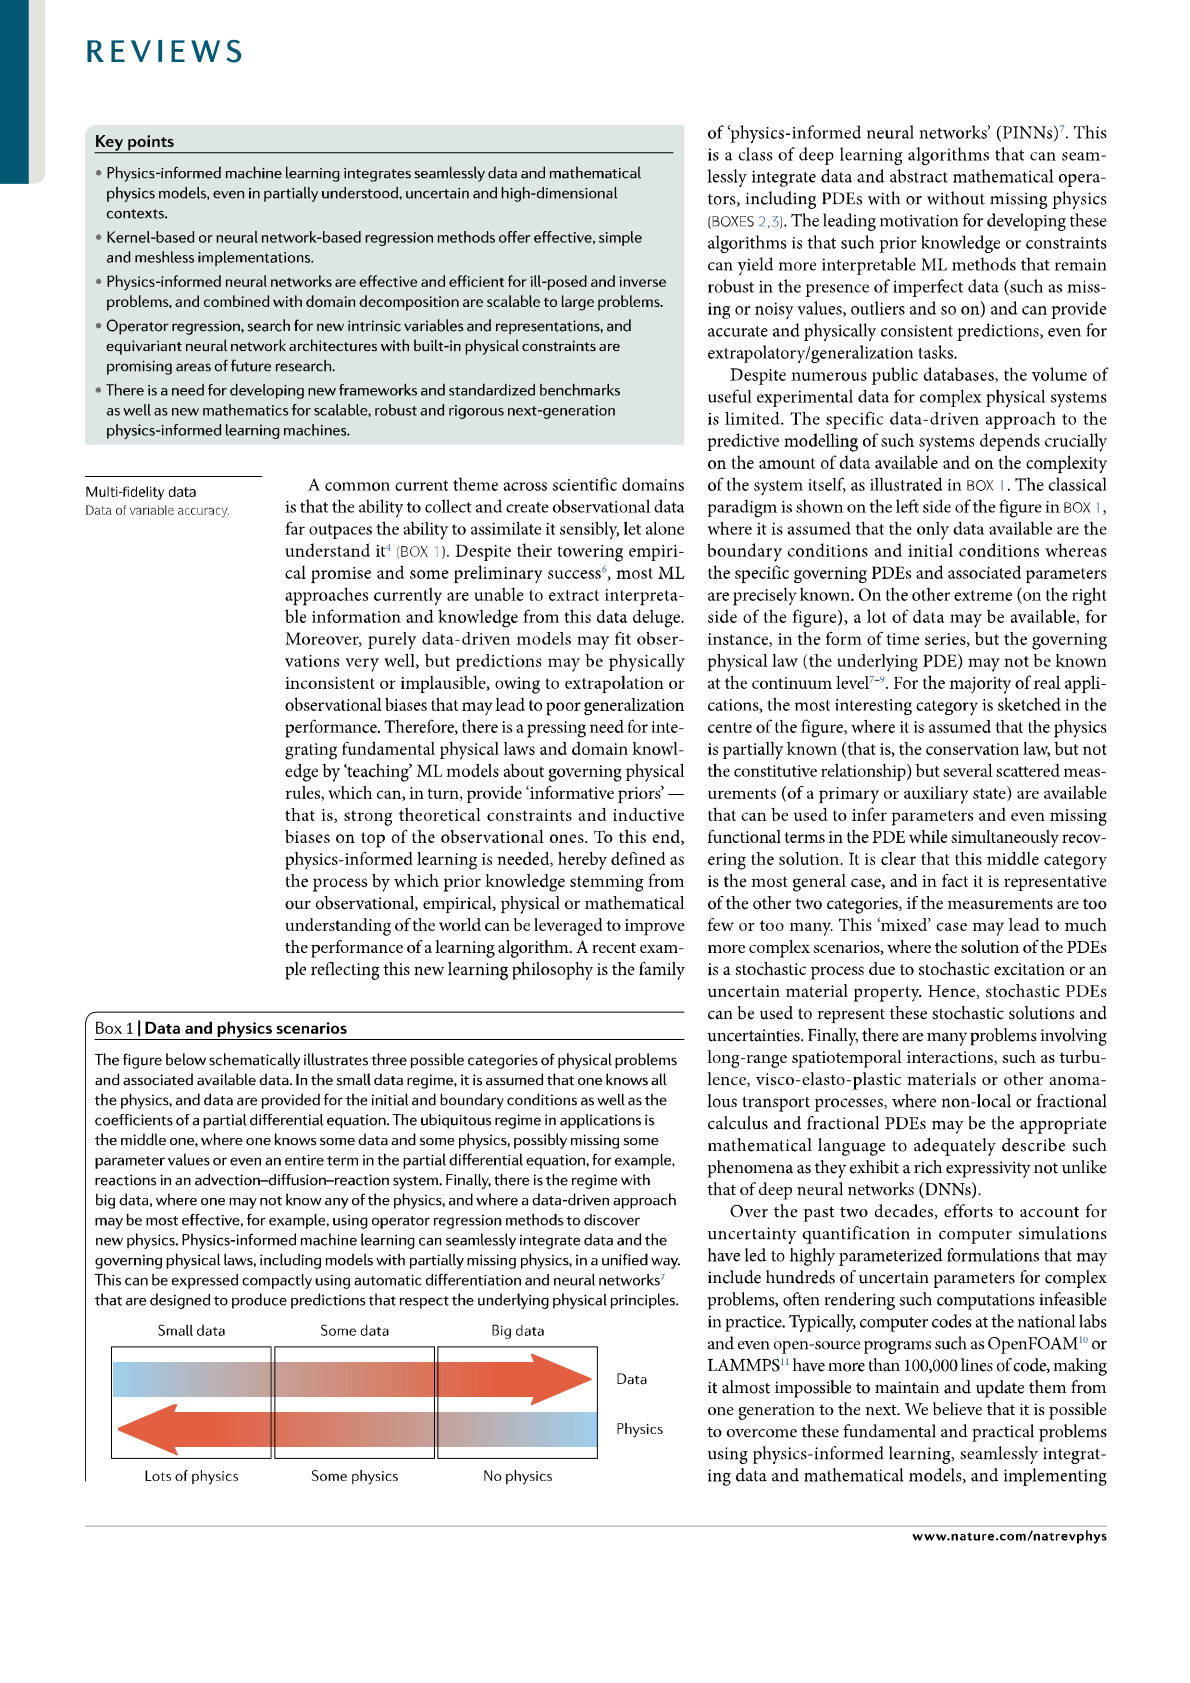 REVIEWS
Key points
• Physics-informed machine learning integrates seamlessly data and mathematical
physics models, even in partially understood, uncertain and high-dimensional
contexts.
• Kernel-based or neural network-based regression methods offer effective, simple
and meshless implementations.
• Physics-informed neural networks are effective and efficient for ill-posed and inverse
problems, and combined with domain decomposition are scalable to large problems.
• Operator regression, search for new intrinsic variables and representations, and
equivariant neural network architectures with built-in physical constraints are
promising areas of future research.
• There is a need for developing new frameworks and standardized benchmarks
as well as new mathematics for scalable, robust and rigorous next-generation
physics-informed learning machines.
Multi-fidelity data
Data of variable accuracy.
A common current theme across scientific domains
is that the ability to collect and create observational data
far outpaces the ability to assimilate it sensibly, let alone
understand it4 (BOX 1). Despite their towering empiri-
cal promise and some preliminary success6, most ML
approaches currently are unable to extract interpreta-
ble information and knowledge from this data deluge.
Moreover, purely data-driven models may fit obser-
vations very well, but predictions may be physically
inconsistent or implausible, owing to extrapolation or
observational biases that may lead to poor generalization
performance. Therefore, there is a pressing need for inte-
grating fundamental physical laws and domain knowl-
edge by ‘teaching’ ML models about governing physical
rules, which can, in turn, provide ‘informative priors’ —
that is, strong theoretical constraints and inductive
biases on top of the observational ones. To this end,
physics-informed learning is needed, hereby defined as
the process by which prior knowledge stemming from
our observational, empirical, physical or mathematical
understanding of the world can be leveraged to improve
the performance of a learning algorithm. A recent exam-
ple reflecting this new learning philosophy is the family
Box 1 | Data and physics scenarios
The figure below schematically illustrates three possible categories of physical problems
and associated available data. In the small data regime, it is assumed that one knows all
the physics, and data are provided for the initial and boundary conditions as well as the
coefficients of a partial differential equation. The ubiquitous regime in applications is
the middle one, where one knows some data and some physics, possibly missing some
parameter values or even an entire term in the partial differential equation, for example,
reactions in an advection–diffusion–reaction system. Finally, there is the regime with
big data, where one may not know any of the physics, and where a data-driven approach
may be most effective, for example, using operator regression methods to discover
new physics. Physics-informed machine learning can seamlessly integrate data and the
governing physical laws, including models with partially missing physics, in a unified way.
This can be expressed compactly using automatic differentiation and neural networks7
that are designed to produce predictions that respect the underlying physical principles.
Small data
Some data
Big data
Data
Physics
Lots of physics
Some physics
No physics
of ‘physics-informed neural networks’ (PINNs)7. This
is a class of deep learning algorithms that can seam-
lessly integrate data and abstract mathematical opera-
tors, including PDEs with or without missing physics
(BOXES 2,3). The leading motivation for developing these
algorithms is that such prior knowledge or constraints
can yield more interpretable ML methods that remain
robust in the presence of imperfect data (such as miss-
ing or noisy values, outliers and so on) and can provide
accurate and physically consistent predictions, even for
extrapolatory/generalization tasks.
Despite numerous public databases, the volume of
useful experimental data for complex physical systems
is limited. The specific data-driven approach to the
predictive modelling of such systems depends crucially
on the amount of data available and on the complexity
of the system itself, as illustrated in BOX 1. The classical
paradigm is shown on the left side of the figure in BOX 1,
where it is assumed that the only data available are the
boundary conditions and initial conditions whereas
the specific governing PDEs and associated parameters
are precisely known. On the other extreme (on the right
side of the figure), a lot of data may be available, for
instance, in the form of time series, but the governing
physical law (the underlying PDE) may not be known
at the continuum level7–9. For the majority of real appli-
cations, the most interesting category is sketched in the
centre of the figure, where it is assumed that the physics
is partially known (that is, the conservation law, but not
the constitutive relationship) but several scattered meas-
urements (of a primary or auxiliary state) are available
that can be used to infer parameters and even missing
functional terms in the PDE while simultaneously recov-
ering the solution. It is clear that this middle category
is the most general case, and in fact it is representative
of the other two categories, if the measurements are too
few or too many. This ‘mixed’ case may lead to much
more complex scenarios, where the solution of the PDEs
is a stochastic process due to stochastic excitation or an
uncertain material property. Hence, stochastic PDEs
can be used to represent these stochastic solutions and
uncertainties. Finally, there are many problems involving
long-range spatiotemporal interactions, such as turbu-
lence, visco-elasto-plastic materials or other anoma-
lous transport processes, where non-local or fractional
calculus and fractional PDEs may be the appropriate
mathematical language to adequately describe such
phenomena as they exhibit a rich expressivity not unlike
that of deep neural networks (DNNs).
Over the past two decades, efforts to account for
uncertainty quantification in computer simulations
have led to highly parameterized formulations that may
include hundreds of uncertain parameters for complex
problems, often rendering such computations infeasible
in practice. Typically, computer codes at the national labs
and even open-source programs such as OpenFOAM10 or
LAMMPS11 have more than 100,000 lines of code, making
it almost impossible to maintain and update them from
one generation to the next. We believe that it is possible
to overcome these fundamental and practical problems
using physics-informed learning, seamlessly integrat-
ing data and mathematical models, and implementing
www.nature.com/natrevphys